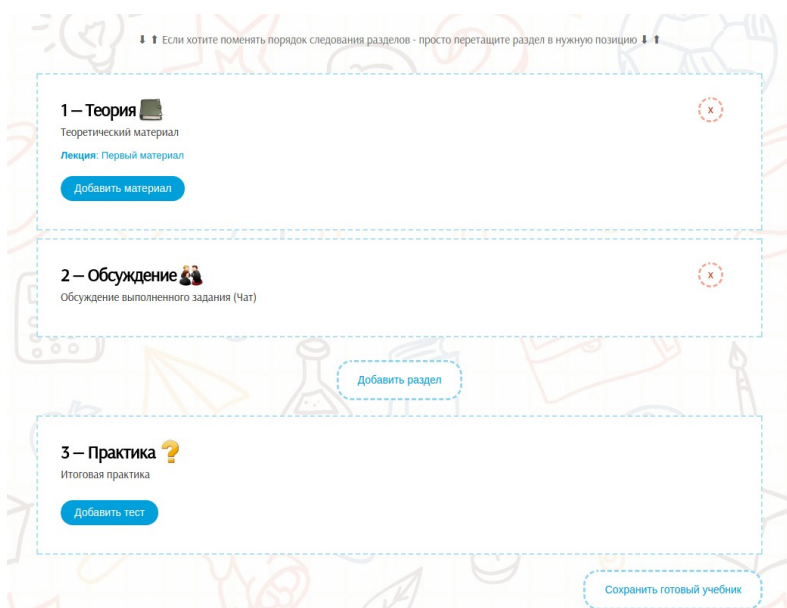 ⬇ ⬆ Если хотите поменять порядок следования разделов - просто перетащите раздел в нужную позицию ⬇ ⬆
1 — Теория
x
Теоретический материал
Лекция: Первый материал
Добавить материал
2 — Обсуждение
x
Обсуждение выполненного задания (Чат)
Добавить раздел
3 — Практика
Итоговая практика
Добавить тест
Сохранить готовый учебник